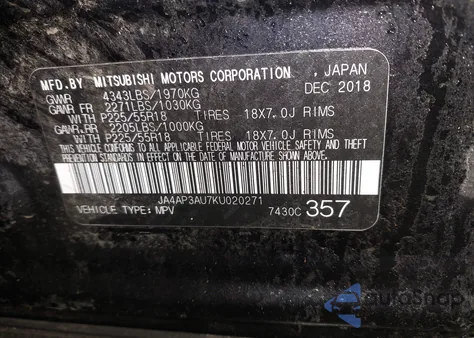 MFD.BY MITSUBISHI MOTORS CORPORATION , JAPAN
GVWR 4343LBS/1970KG DEC 2018
GAWR FR 2271LBS/1030KG
WITH P225/55R18 TIRES 18X7.0J RIMS
GAWR.RR 2205LBS/1000KG
WITH P225/55R18 TIRES 18X7.0J RIMS
THIS VEHICLE CONFORMS TO ALL APPLICABLE FEDERAL MOTOR VEHICLE SAFETY AND THEFT
PREVENTION STANDARDS IN EFFECT ON THE DATE OF MANUFACTURE SHOWN ABOVE.
JA4AP3AU7KU020271
VEHICLE TYPE: MPV 7430C 357
AutoSnap